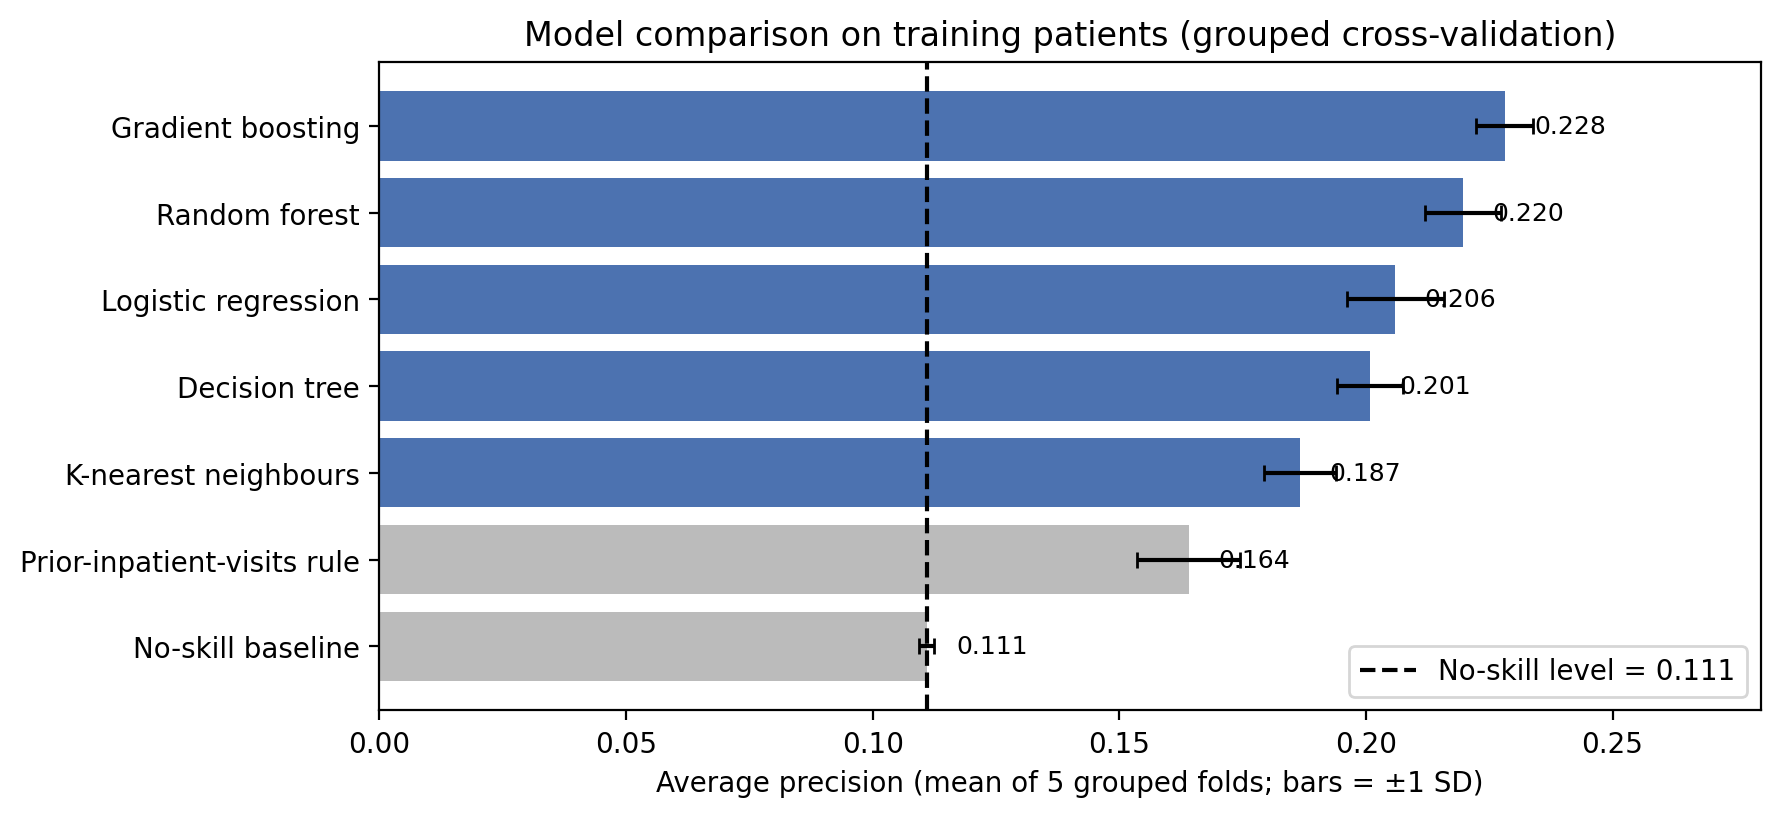 Model comparison on training patients (grouped cross-validation)
Gradient boosting
0.228
Random forest
0.220
Logistic regression
0.206
Decision tree
0.201
K-nearest neighbours
0.187
Prior-inpatient-visits rule
0.164
No-skill baseline
0.111
No-skill level = 0.111
0.00 0.05 0.10 0.15 0.20 0.25
Average precision (mean of 5 grouped folds; bars = ±1 SD)